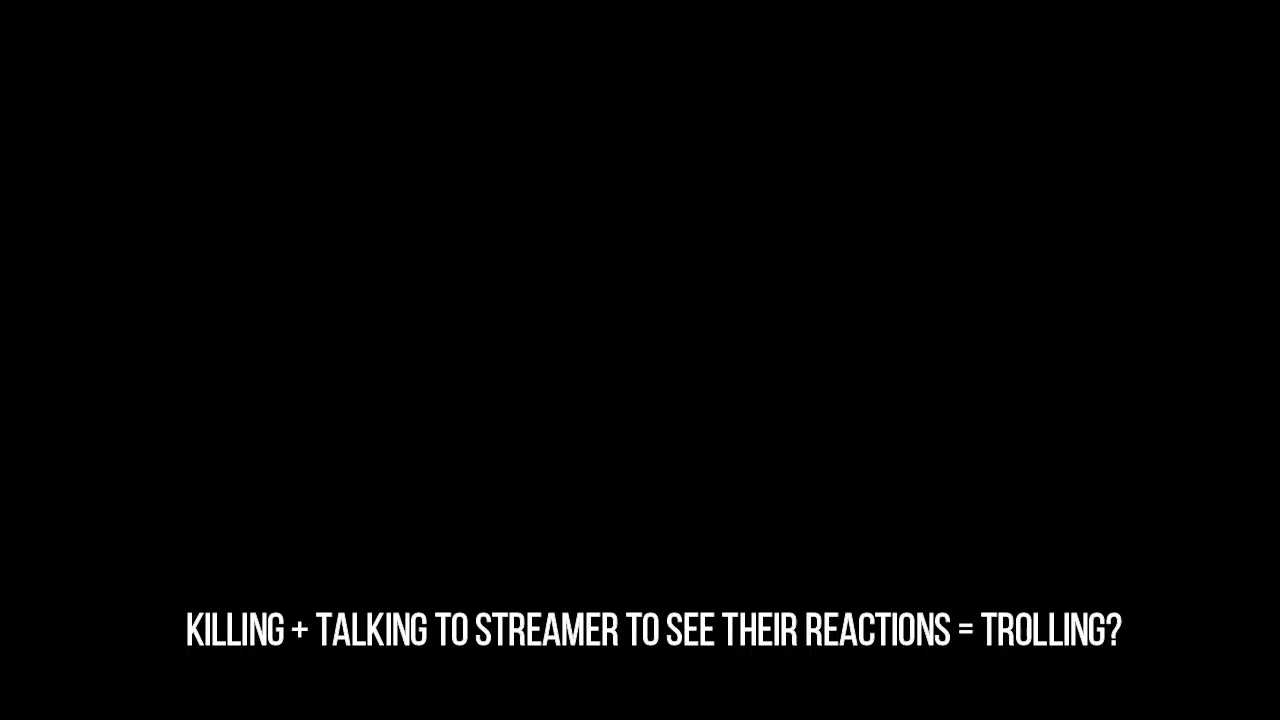 KILLING + TALKING TO STREAMER TO SEE THEIR REACTIONS = TROLLING?